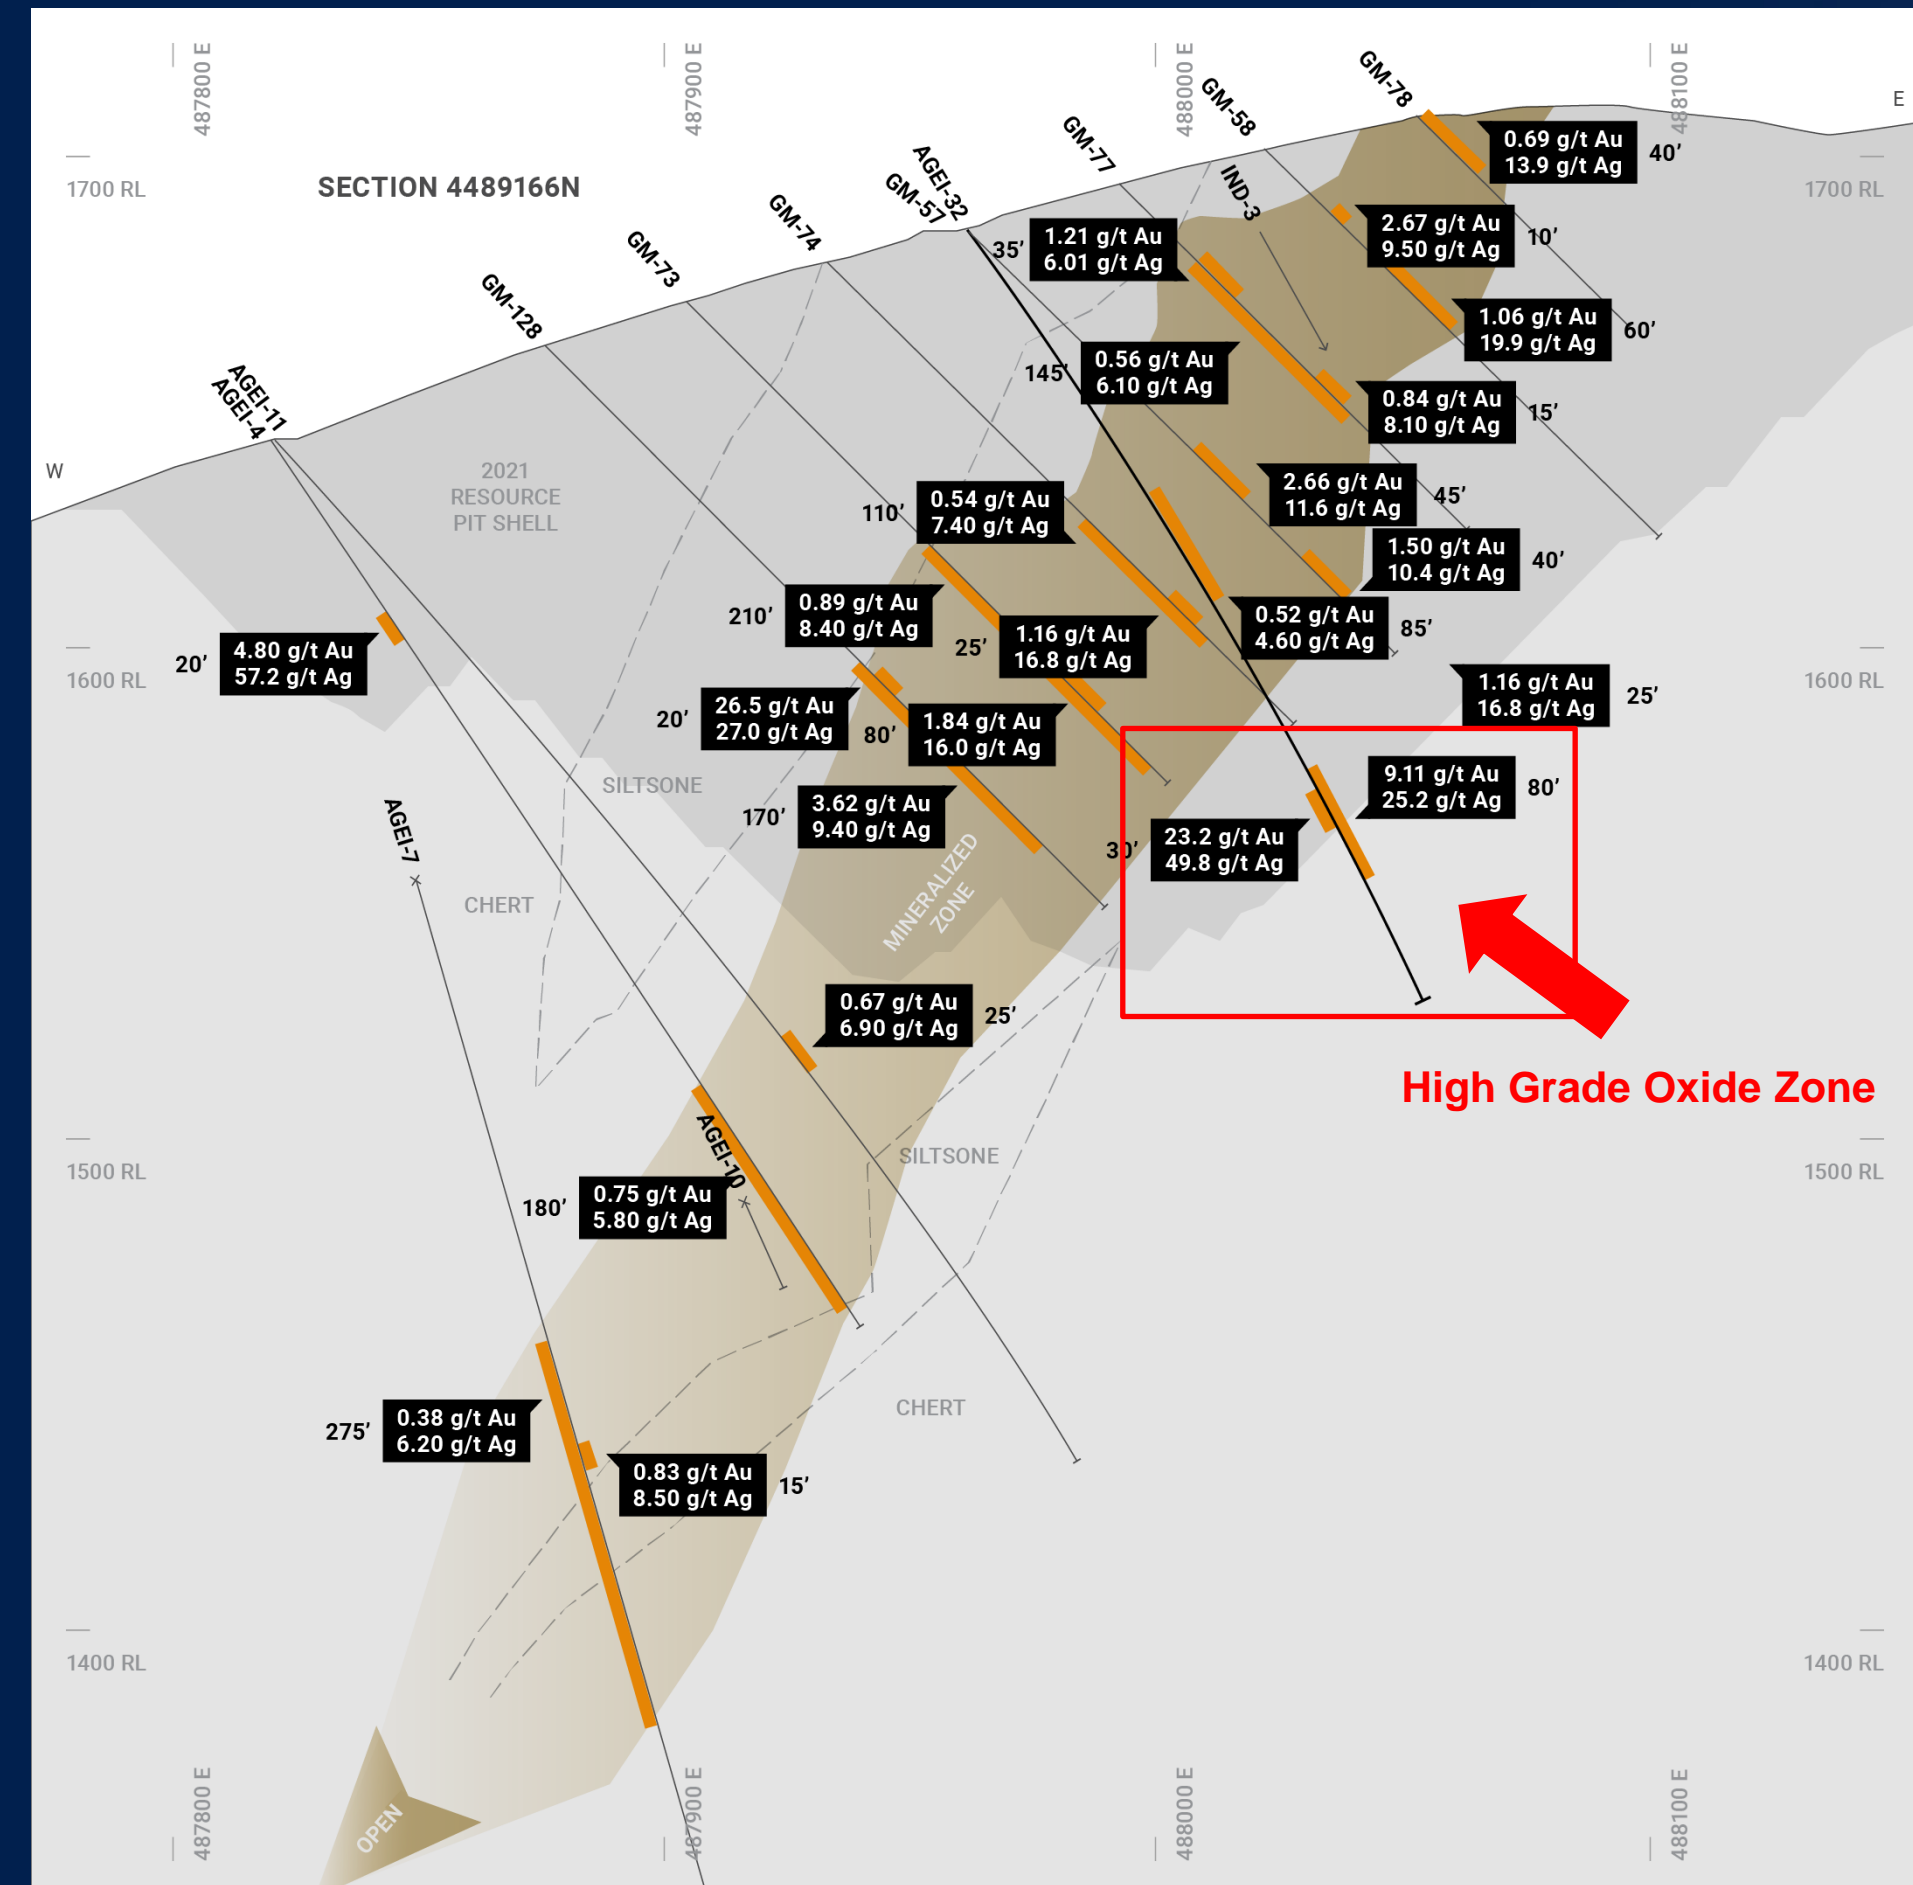 487800 E
487900 E
488000 E
488100 E
W
E
1700 RL
1700 RL
SECTION 4489166N
GM-78
GM-58
GM-77
IND-3
AGEI-32
GM-57
GM-74
GM-73
GM-128
AGEI-11
AGEI-4
0.69 g/t Au
13.9 g/t Ag
40’
2.67 g/t Au
9.50 g/t Ag
10’
35’
1.21 g/t Au
6.01 g/t Ag
1.06 g/t Au
19.9 g/t Ag
60’
145’
0.56 g/t Au
6.10 g/t Ag
0.84 g/t Au
8.10 g/t Ag
15’
2021
RESOURCE
PIT SHELL
2.66 g/t Au
11.6 g/t Ag
45’
110’
0.54 g/t Au
7.40 g/t Ag
1.50 g/t Au
10.4 g/t Ag
40’
210’
0.89 g/t Au
8.40 g/t Ag
0.52 g/t Au
4.60 g/t Ag
85’
25’
1.16 g/t Au
16.8 g/t Ag
20’
4.80 g/t Au
57.2 g/t Ag
1600 RL
1600 RL
1.16 g/t Au
16.8 g/t Ag
25’
20’
26.5 g/t Au
27.0 g/t Ag
80’
1.84 g/t Au
16.0 g/t Ag
SILTSONE
9.11 g/t Au
25.2 g/t Ag
80’
170’
3.62 g/t Au
9.40 g/t Ag
30’
23.2 g/t Au
49.8 g/t Ag
AGEI-7
CHERT
MINERALIZED
ZONE
0.67 g/t Au
6.90 g/t Ag
25’
High Grade Oxide Zone
AGEI-10
SILTSONE
1500 RL
1500 RL
180’
0.75 g/t Au
5.80 g/t Ag
CHERT
275’
0.38 g/t Au
6.20 g/t Ag
0.83 g/t Au
8.50 g/t Ag
15’
1400 RL
1400 RL
OPEN
487800 E
487900 E
488000 E
488100 E